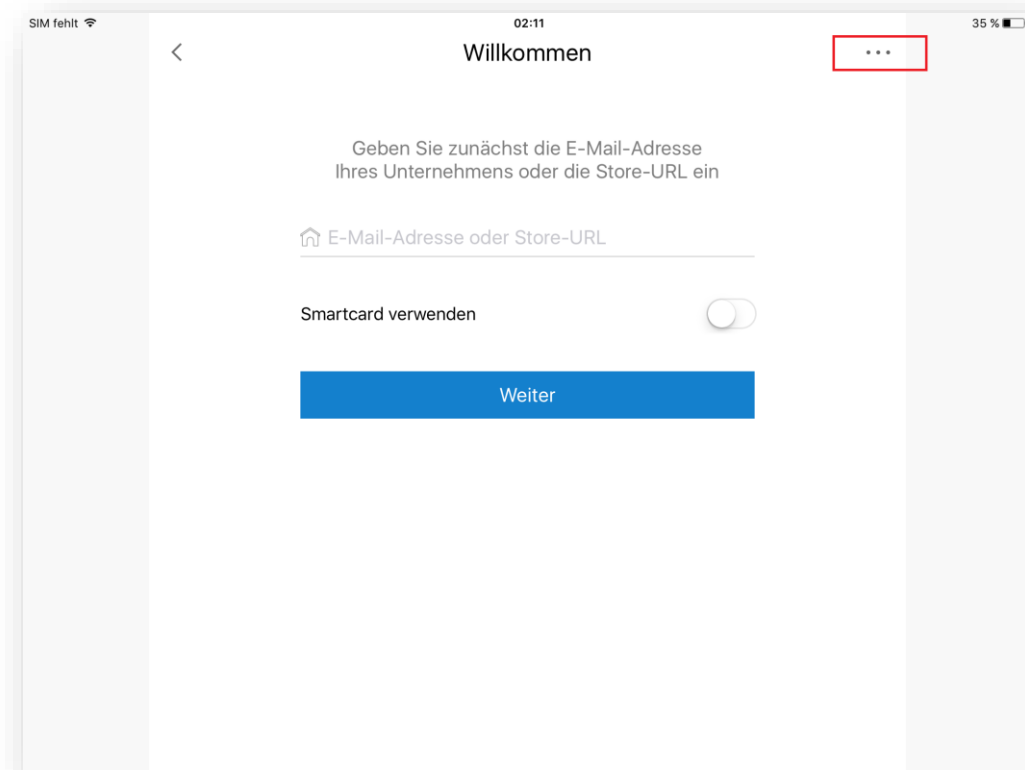 SIM fehlt
02:11
35 %
Willkommen
Geben Sie zunächst die E-Mail-Adresse
Ihres Unternehmens oder die Store-URL ein
E-Mail-Adresse oder Store-URL
Smartcard verwenden
Weiter